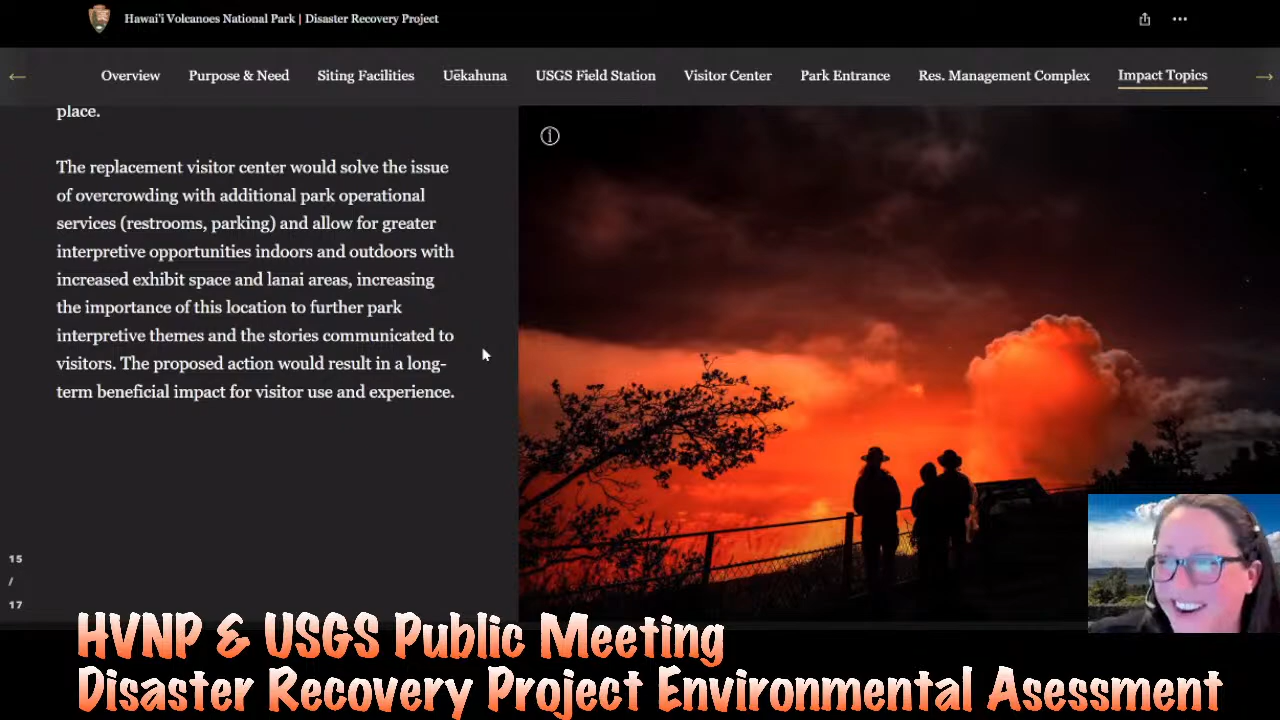 Hawai'i Volcanoes National Park | Disaster Recovery Project
Overview Purpose & Need Siting Facilities Uēkahuna USGS Field Station Visitor Center Park Entrance Res. Management Complex Impact Topics
place.
The replacement visitor center would solve the issue
of overcrowding with additional park operational
services (restrooms, parking) and allow for greater
interpretive opportunities indoors and outdoors with
increased exhibit space and lanai areas, increasing
the importance of this location to further park
interpretive themes and the stories communicated to
visitors. The proposed action would result in a long-
term beneficial impact for visitor use and experience.
15
/
17
HVNP & USGS Public Meeting
Disaster Recovery Project Environmental Asessment